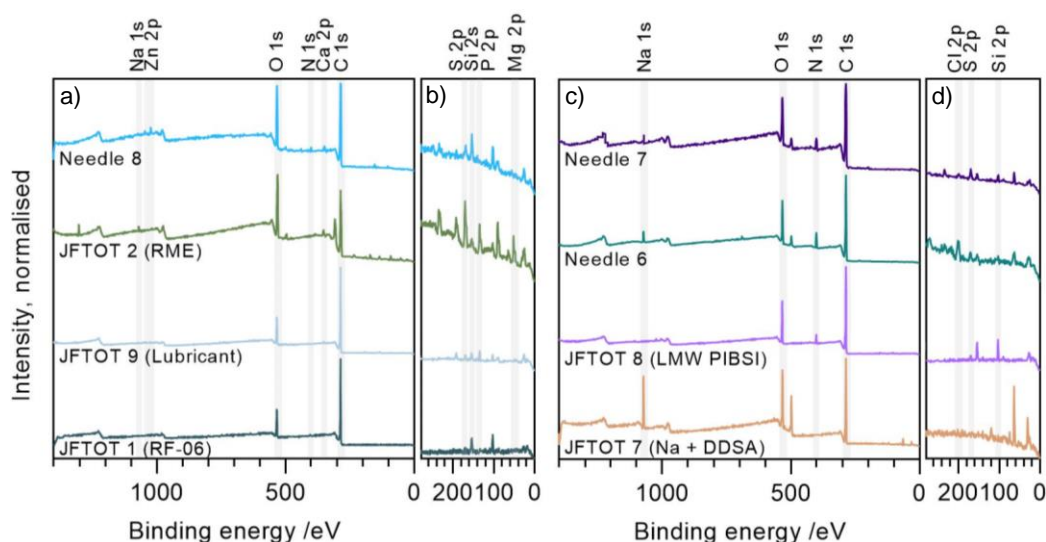 Na 1s
Zn 2p
O 1s
N 1s
Ca 2p
C 1s
S 2p
Si 2s
P 2p
Mg 2p
Na 1s
O 1s
N 1s
C 1s
Cl 2p
S 2p
Si 2p
a)
b)
c)
d)
Needle 8
JFTOT 2 (RME)
JFTOT 9 (Lubricant)
JFTOT 1 (RF-06)
Needle 7
Needle 6
JFTOT 8 (LMW PIBSI)
JFTOT 7 (Na + DDSA)
Intensity, normalised
1000 500 0
200 100 0
1000 500 0
200 100 0
Binding energy /eV
Binding energy /eV